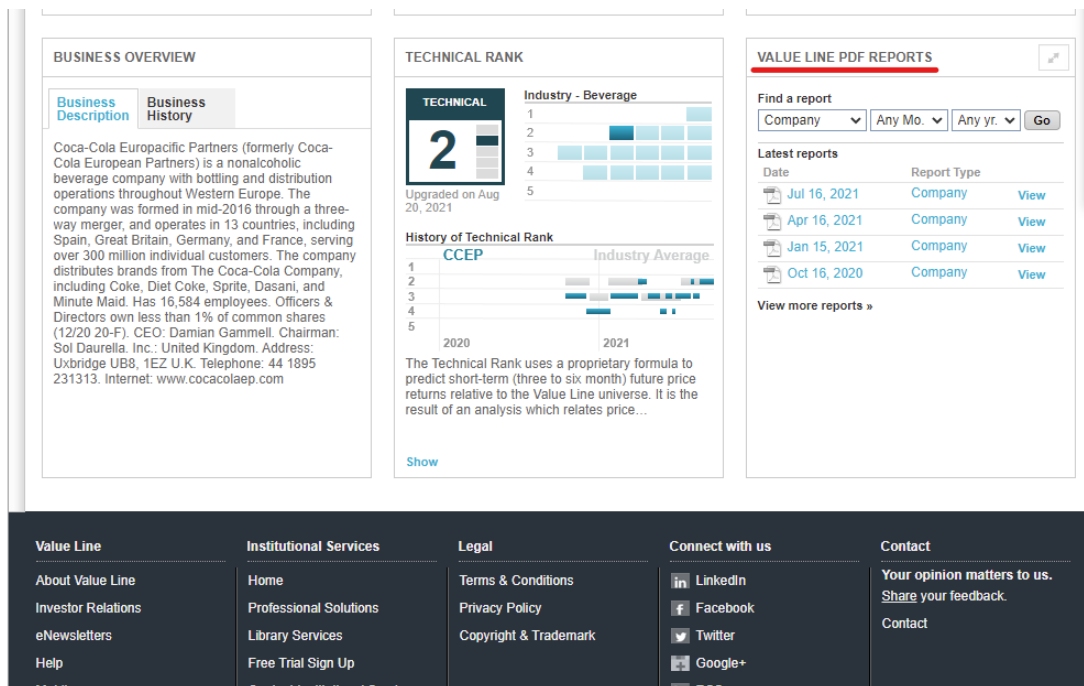 BUSINESS OVERVIEW
Business Description
Business History
Coca-Cola Europacific Partners (formerly Coca-
Cola European Partners) is a nonalcoholic
beverage company with bottling and distribution
operations throughout Western Europe. The
company was formed in mid-2016 through a three-
way merger, and operates in 13 countries, including
Spain, Great Britain, Germany, and France, serving
over 300 million individual customers. The company
distributes brands from The Coca-Cola Company,
including Coke, Diet Coke, Sprite, Dasani, and
Minute Maid. Has 16,584 employees. Officers &
Directors own less than 1% of common shares
(12/20 20-F). CEO: Damian Gammell. Chairman:
Sol Daurella. Inc.: United Kingdom. Address:
Uxbridge UB8, 1EZ U.K. Telephone: 44 1895
231313. Internet: www.cocacolaep.com
TECHNICAL RANK
TECHNICAL
2
Upgraded on Aug
20, 2021
Industry - Beverage
1
2
3
4
5
History of Technical Rank
CCEP Industry Average
1
2
3
4
5
2020 2021
The Technical Rank uses a proprietary formula to
predict short-term (three to six month) future price
returns relative to the Value Line universe. It is the
result of an analysis which relates price…
Show
VALUE LINE PDF REPORTS
Find a report
Company Any Mo. Any yr. Go
Latest reports
Date Report Type
Jul 16, 2021 Company View
Apr 16, 2021 Company View
Jan 15, 2021 Company View
Oct 16, 2020 Company View
View more reports »
Value Line
About Value Line
Investor Relations
eNewsletters
Help
Institutional Services
Home
Professional Solutions
Library Services
Free Trial Sign Up
Legal
Terms & Conditions
Privacy Policy
Copyright & Trademark
Connect with us
LinkedIn
Facebook
Twitter
Google+
Contact
Your opinion matters to us.
Share your feedback.
Contact